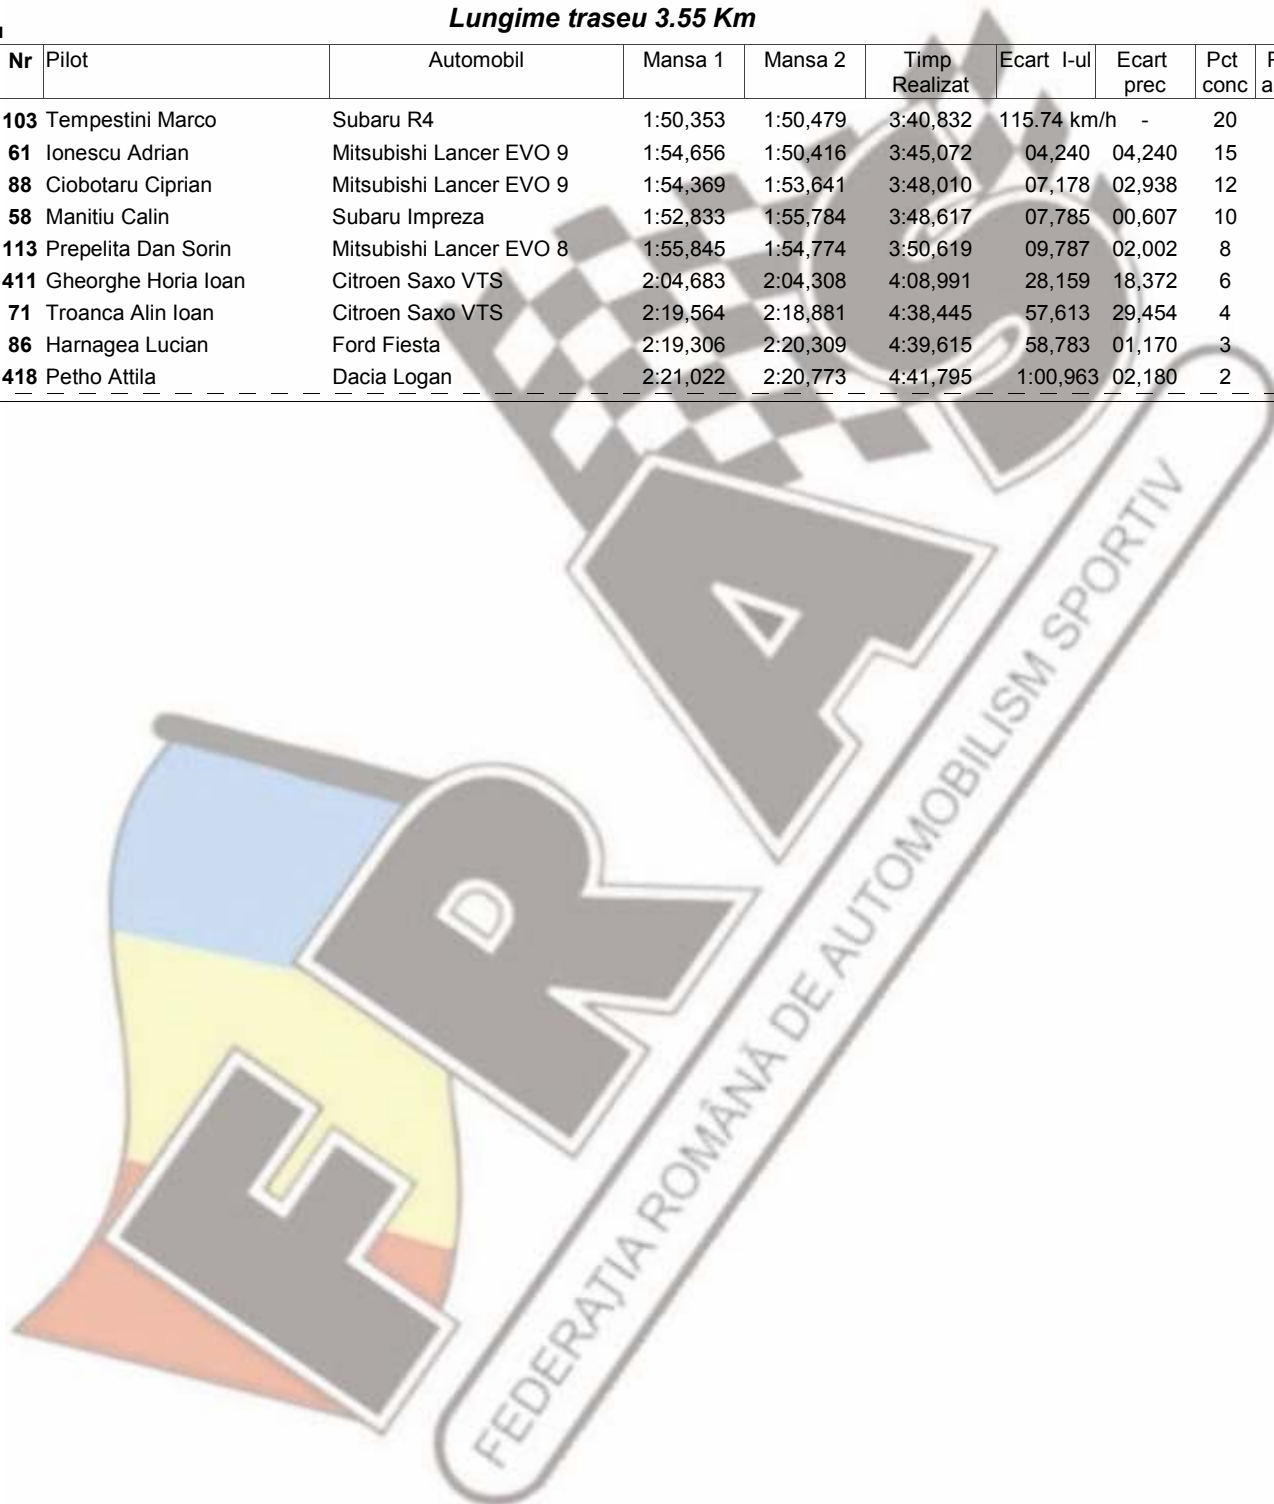 Lungime traseu 3.55 Km
Nr Pilot Automobil Mansa 1 Mansa 2 Timp Realizat Ecart I-ul Ecart prec Pct conc
103 Tempestini Marco Subaru R4 1:50,353 1:50,479 3:40,832 115.74 km/h - 20
61 Ionescu Adrian Mitsubishi Lancer EVO 9 1:54,656 1:50,416 3:45,072 04,240 04,240 15
88 Ciobotaru Ciprian Mitsubishi Lancer EVO 9 1:54,369 1:53,641 3:48,010 07,178 02,938 12
58 Manitiu Calin Subaru Impreza 1:52,833 1:55,784 3:48,617 07,785 00,607 10
113 Prepelita Dan Sorin Mitsubishi Lancer EVO 8 1:55,845 1:54,774 3:50,619 09,787 02,002 8
411 Gheorghe Horia Ioan Citroen Saxo VTS 2:04,683 2:04,308 4:08,991 28,159 18,372 6
71 Troanca Alin Ioan Citroen Saxo VTS 2:19,564 2:18,881 4:38,445 57,613 29,454 4
86 Harnagea Lucian Ford Fiesta 2:19,306 2:20,309 4:39,615 58,783 01,170 3
418 Petho Attila Dacia Logan 2:21,022 2:20,773 4:41,795 1:00,963 02,180 2
FRAS
FEDERAȚIA ROMÂNĂ DE AUTOMOBILISM SPORTIV